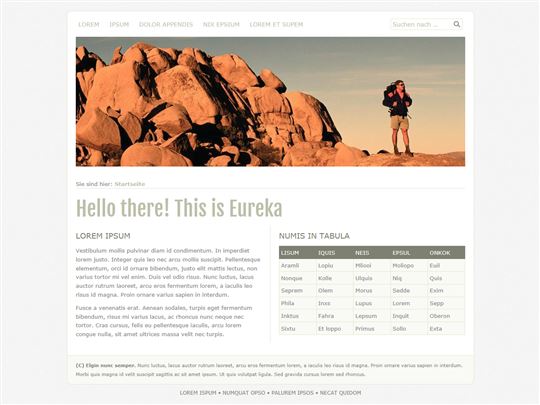 LOREM IPSUM DOLOR APPENDIS NIX EPSIUM LOREM ET SUPEM Suchen nach ...
Sie sind hier: Startseite
Hello there! This is Eureka
LOREM IPSUM
Vestibulum mollis pulvinar diam id condimentum. In imperdiet
lorem justo. Integer quis leo nec arcu mollis suscipit. Pellentesque
elementum, orci id ornare bibendum, justo elit mattis lectus, non
varius tortor mi vel enim. Duis vel odio risus. Nunc luctus, lacus
auctor rutrum laoreet, arcu eros fermentum lorem, a iaculis leo
risus id magna. Proin ornare varius sapien in interdum.
Fusce a venenatis erat. Aenean sodales, turpis eget fermentum
bibendum, risus mi varius lacus, ac rhoncus nunc neque nec
tortor. Cras cursus, felis eu pellentesque iaculis, arcu lorem
congue nulla, sit amet ultrices massa velit nec turpis.
NUMIS IN TABULA
LISUM IQUIS NEIS EPSUL ONKOK
Aramli Loplu Mliooi Moliopo Euil
Nonque Kolle Ulquis Niq Quis
Seprem Olem Morus Sedde Exim
Phila Inxs Lupus Lorem Sepp
Inktus Fahra Lepsum Inquit Oberon
Sixtu Et loppo Primus Sollo Exta
(C) Elgin nunc semper. Nunc luctus, lacus auctor rutrum laoreet, arcu eros fermentum lorem, a iaculis leo risus id magna. Proin ornare varius sapien in interdum.
Morbi quis magna id velit suscipit sagittis ac sit amet ipsum. Ut quis volutpat ligula. Sed gravida cursus lorem sed rhoncus.
LOREM ISPUM • NUMQUAT OPSO • PALUREM IPSOS • NECAT QUIDOM